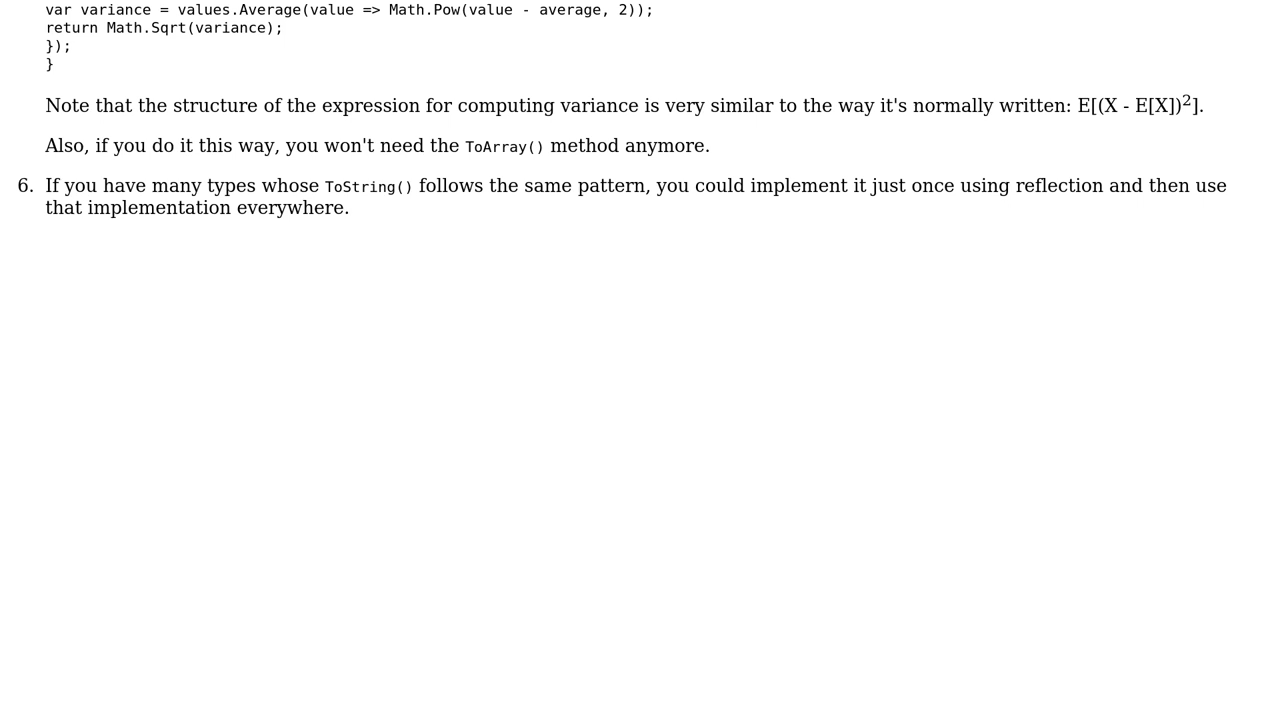 var variance = values.Average(value => Math.Pow(value - average, 2));
return Math.Sqrt(variance);
});
}
Note that the structure of the expression for computing variance is very similar to the way it's normally written: E[(X - E[X])²].
Also, if you do it this way, you won't need the ToArray() method anymore.
6. If you have many types whose ToString() follows the same pattern, you could implement it just once using reflection and then use
that implementation everywhere.